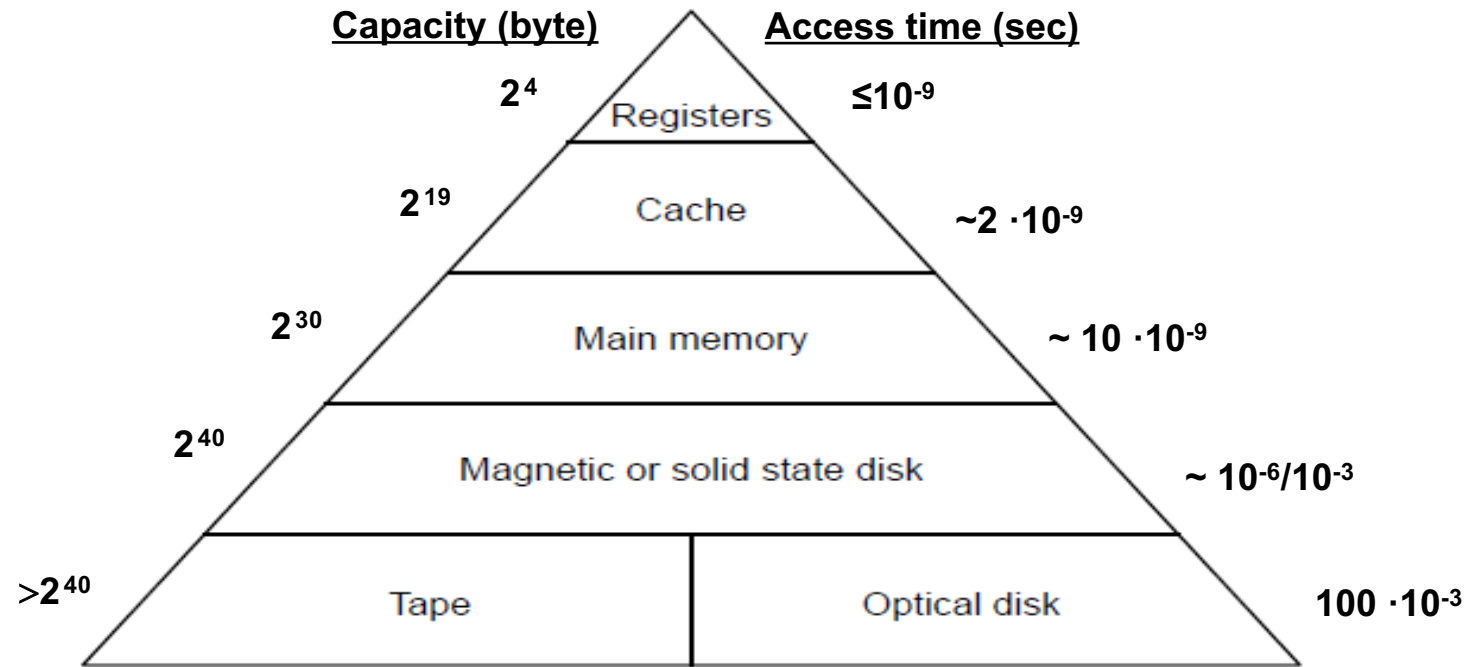 Capacity (byte) Access time (sec)
2⁴ Registers ≤10⁻⁹
2¹⁹ Cache ~2 ·10⁻⁹
2³⁰ Main memory ~ 10 ·10⁻⁹
2⁴⁰ Magnetic or solid state disk ~ 10⁻⁶/10⁻³
>2⁴⁰ Tape Optical disk 100 ·10⁻³